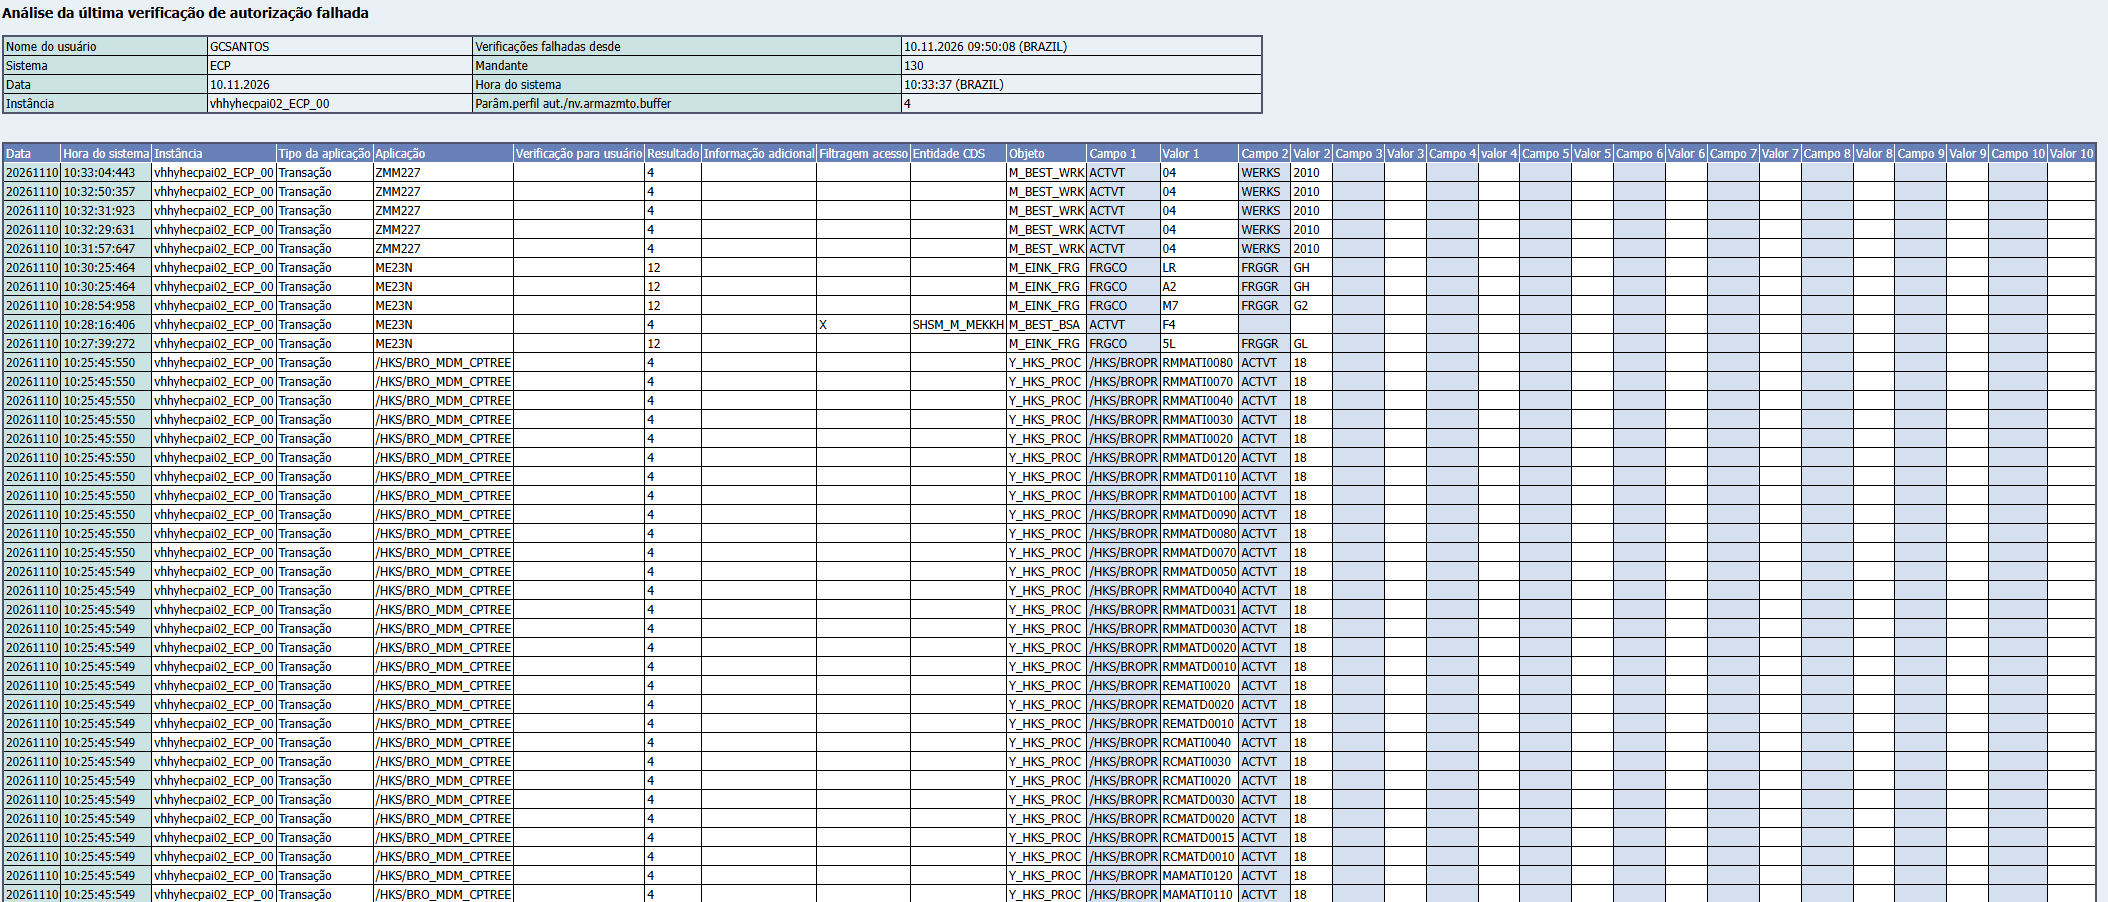 Análise da última verificação de autorização falhada
Nome do usuário GCSANTOS Verificações falhadas desde 10.11.2026 09:50:08 (BRAZIL)
Sistema ECP Mandante 130
Data 10.11.2026 Hora do sistema 10:33:37 (BRAZIL)
Instância vhhyhecpai02_ECP_00 Parâm.perfil aut./nv.armazmto.buffer 4
Data Hora do sistema Instância Tipo da aplicação Aplicação Verificação para usuário Resultado Informação adicional Filtragem acesso Entidade CDS Objeto Campo 1 Valor 1 Campo 2 Valor 2 Campo 3 Valor 3 Campo 4 valor 4 Campo 5 Valor 5 Campo 6 Valor 6 Campo 7 Valor 7 Campo 8 Valor 8 Campo 9 Valor 9 Campo 10 Valor 10
20261110 10:33:04:443 vhhyhecpai02_ECP_00 Transação ZMM227 4 M_BEST_WRK ACTVT 04 WERKS 2010
20261110 10:32:50:357 vhhyhecpai02_ECP_00 Transação ZMM227 4 M_BEST_WRK ACTVT 04 WERKS 2010
20261110 10:32:31:923 vhhyhecpai02_ECP_00 Transação ZMM227 4 M_BEST_WRK ACTVT 04 WERKS 2010
20261110 10:32:29:631 vhhyhecpai02_ECP_00 Transação ZMM227 4 M_BEST_WRK ACTVT 04 WERKS 2010
20261110 10:31:57:647 vhhyhecpai02_ECP_00 Transação ZMM227 4 M_BEST_WRK ACTVT 04 WERKS 2010
20261110 10:30:25:464 vhhyhecpai02_ECP_00 Transação ME23N 12 M_EINK_FRG FRGCO LR FRGGR GH
20261110 10:30:25:464 vhhyhecpai02_ECP_00 Transação ME23N 12 M_EINK_FRG FRGCO A2 FRGGR GH
20261110 10:28:54:958 vhhyhecpai02_ECP_00 Transação ME23N 12 M_EINK_FRG FRGCO M7 FRGGR G2
20261110 10:28:16:406 vhhyhecpai02_ECP_00 Transação ME23N 4 X SHSM_M_MEKKH M_BEST_BSA ACTVT F4
20261110 10:27:39:272 vhhyhecpai02_ECP_00 Transação ME23N 12 M_EINK_FRG FRGCO 5L FRGGR GL
20261110 10:25:45:550 vhhyhecpai02_ECP_00 Transação /HKS/BRO_MDM_CPTREE 4 Y_HKS_PROC /HKS/BROPR RMMATI0080 ACTVT 18
20261110 10:25:45:550 vhhyhecpai02_ECP_00 Transação /HKS/BRO_MDM_CPTREE 4 Y_HKS_PROC /HKS/BROPR RMMATI0070 ACTVT 18
20261110 10:25:45:550 vhhyhecpai02_ECP_00 Transação /HKS/BRO_MDM_CPTREE 4 Y_HKS_PROC /HKS/BROPR RMMATI0040 ACTVT 18
20261110 10:25:45:550 vhhyhecpai02_ECP_00 Transação /HKS/BRO_MDM_CPTREE 4 Y_HKS_PROC /HKS/BROPR RMMATI0030 ACTVT 18
20261110 10:25:45:550 vhhyhecpai02_ECP_00 Transação /HKS/BRO_MDM_CPTREE 4 Y_HKS_PROC /HKS/BROPR RMMATI0020 ACTVT 18
20261110 10:25:45:550 vhhyhecpai02_ECP_00 Transação /HKS/BRO_MDM_CPTREE 4 Y_HKS_PROC /HKS/BROPR RMMATD0120 ACTVT 18
20261110 10:25:45:550 vhhyhecpai02_ECP_00 Transação /HKS/BRO_MDM_CPTREE 4 Y_HKS_PROC /HKS/BROPR RMMATD0110 ACTVT 18
20261110 10:25:45:550 vhhyhecpai02_ECP_00 Transação /HKS/BRO_MDM_CPTREE 4 Y_HKS_PROC /HKS/BROPR RMMATD0100 ACTVT 18
20261110 10:25:45:550 vhhyhecpai02_ECP_00 Transação /HKS/BRO_MDM_CPTREE 4 Y_HKS_PROC /HKS/BROPR RMMATD0090 ACTVT 18
20261110 10:25:45:550 vhhyhecpai02_ECP_00 Transação /HKS/BRO_MDM_CPTREE 4 Y_HKS_PROC /HKS/BROPR RMMATD0080 ACTVT 18
20261110 10:25:45:550 vhhyhecpai02_ECP_00 Transação /HKS/BRO_MDM_CPTREE 4 Y_HKS_PROC /HKS/BROPR RMMATD0070 ACTVT 18
20261110 10:25:45:549 vhhyhecpai02_ECP_00 Transação /HKS/BRO_MDM_CPTREE 4 Y_HKS_PROC /HKS/BROPR RMMATD0050 ACTVT 18
20261110 10:25:45:549 vhhyhecpai02_ECP_00 Transação /HKS/BRO_MDM_CPTREE 4 Y_HKS_PROC /HKS/BROPR RMMATD0040 ACTVT 18
20261110 10:25:45:549 vhhyhecpai02_ECP_00 Transação /HKS/BRO_MDM_CPTREE 4 Y_HKS_PROC /HKS/BROPR RMMATD0031 ACTVT 18
20261110 10:25:45:549 vhhyhecpai02_ECP_00 Transação /HKS/BRO_MDM_CPTREE 4 Y_HKS_PROC /HKS/BROPR RMMATD0030 ACTVT 18
20261110 10:25:45:549 vhhyhecpai02_ECP_00 Transação /HKS/BRO_MDM_CPTREE 4 Y_HKS_PROC /HKS/BROPR RMMATD0020 ACTVT 18
20261110 10:25:45:549 vhhyhecpai02_ECP_00 Transação /HKS/BRO_MDM_CPTREE 4 Y_HKS_PROC /HKS/BROPR RMMATD0010 ACTVT 18
20261110 10:25:45:549 vhhyhecpai02_ECP_00 Transação /HKS/BRO_MDM_CPTREE 4 Y_HKS_PROC /HKS/BROPR REMATI0020 ACTVT 18
20261110 10:25:45:549 vhhyhecpai02_ECP_00 Transação /HKS/BRO_MDM_CPTREE 4 Y_HKS_PROC /HKS/BROPR REMATD0020 ACTVT 18
20261110 10:25:45:549 vhhyhecpai02_ECP_00 Transação /HKS/BRO_MDM_CPTREE 4 Y_HKS_PROC /HKS/BROPR REMATD0010 ACTVT 18
20261110 10:25:45:549 vhhyhecpai02_ECP_00 Transação /HKS/BRO_MDM_CPTREE 4 Y_HKS_PROC /HKS/BROPR RCMATI0040 ACTVT 18
20261110 10:25:45:549 vhhyhecpai02_ECP_00 Transação /HKS/BRO_MDM_CPTREE 4 Y_HKS_PROC /HKS/BROPR RCMATI0030 ACTVT 18
20261110 10:25:45:549 vhhyhecpai02_ECP_00 Transação /HKS/BRO_MDM_CPTREE 4 Y_HKS_PROC /HKS/BROPR RCMATI0020 ACTVT 18
20261110 10:25:45:549 vhhyhecpai02_ECP_00 Transação /HKS/BRO_MDM_CPTREE 4 Y_HKS_PROC /HKS/BROPR RCMATD0030 ACTVT 18
20261110 10:25:45:549 vhhyhecpai02_ECP_00 Transação /HKS/BRO_MDM_CPTREE 4 Y_HKS_PROC /HKS/BROPR RCMATD0020 ACTVT 18
20261110 10:25:45:549 vhhyhecpai02_ECP_00 Transação /HKS/BRO_MDM_CPTREE 4 Y_HKS_PROC /HKS/BROPR RCMATD0015 ACTVT 18
20261110 10:25:45:549 vhhyhecpai02_ECP_00 Transação /HKS/BRO_MDM_CPTREE 4 Y_HKS_PROC /HKS/BROPR RCMATD0010 ACTVT 18
20261110 10:25:45:549 vhhyhecpai02_ECP_00 Transação /HKS/BRO_MDM_CPTREE 4 Y_HKS_PROC /HKS/BROPR MAMATI0120 ACTVT 18
20261110 10:25:45:549 vhhyhecpai02_ECP_00 Transação /HKS/BRO_MDM_CPTREE 4 Y_HKS_PROC /HKS/BROPR MAMATI0110 ACTVT 18